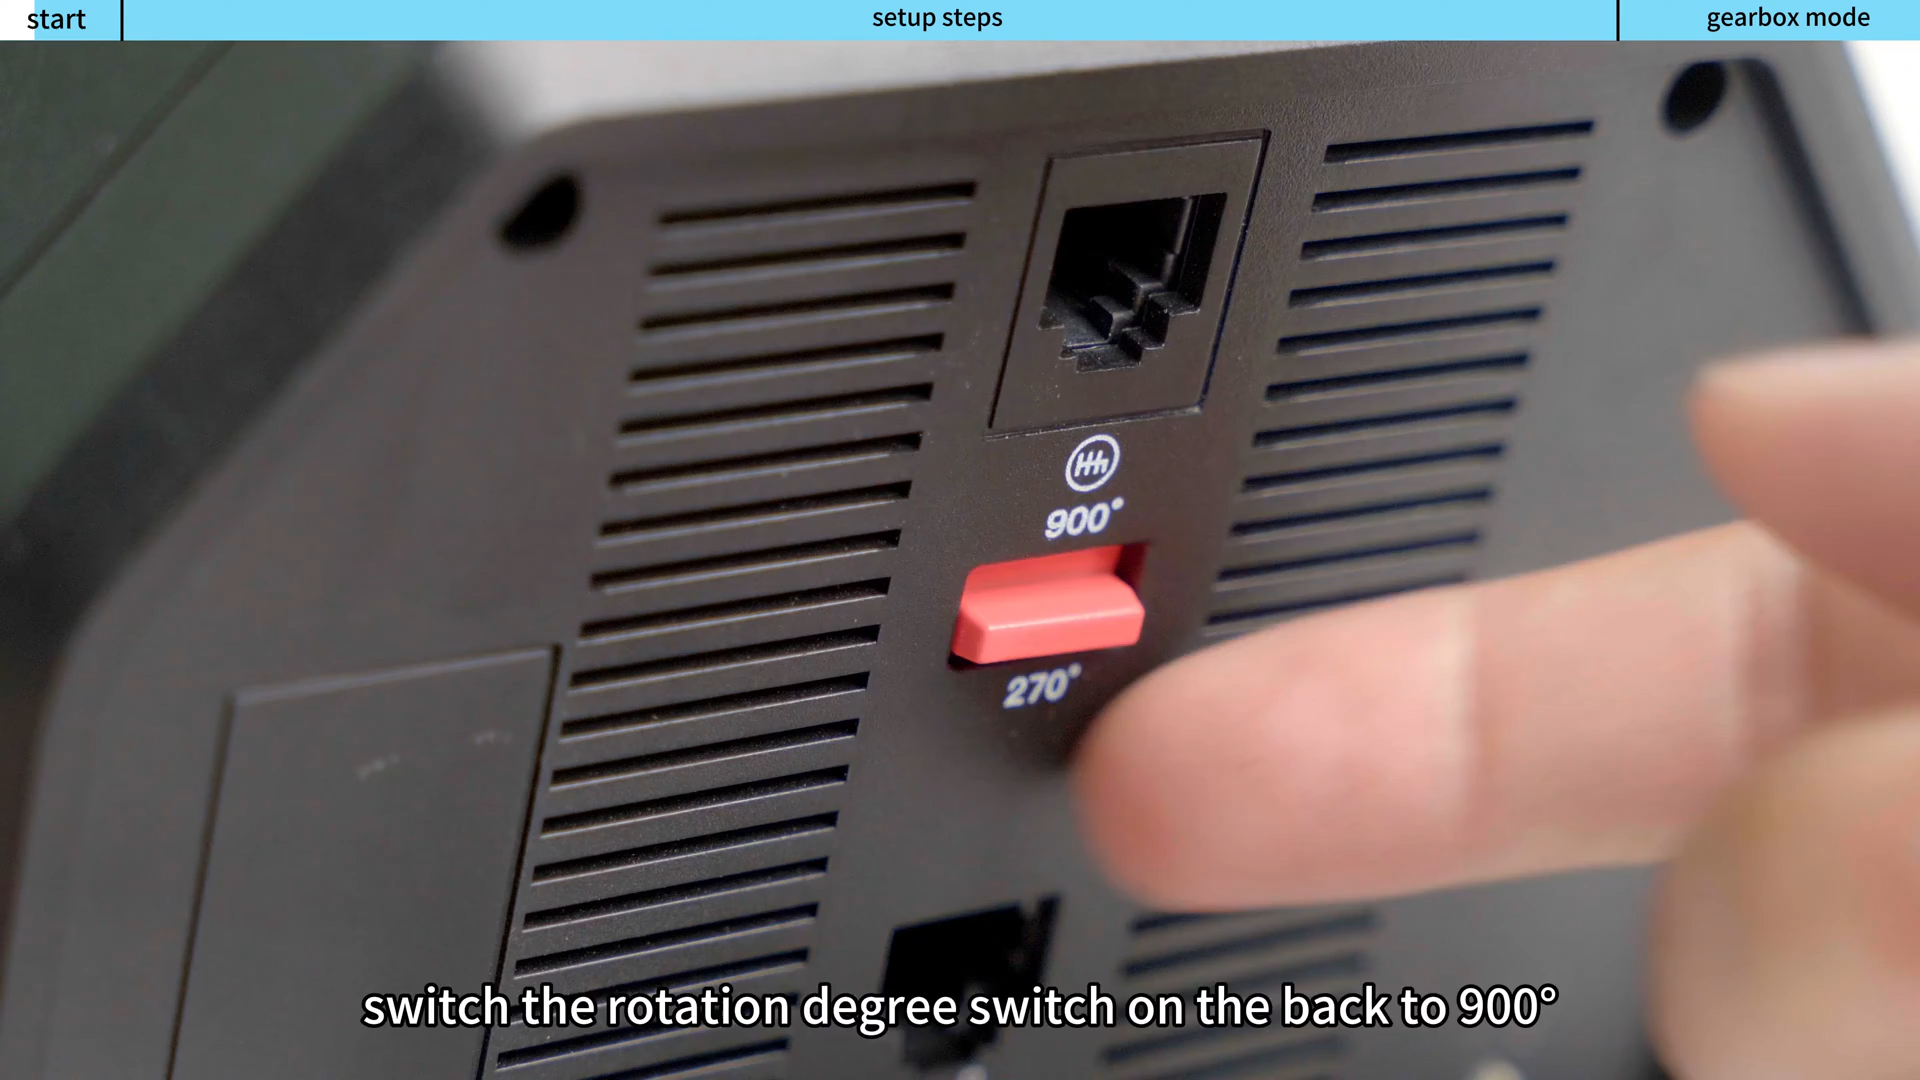 start
setup steps
gearbox mode
900°
270°
switch the rotation degree switch on the back to 900°